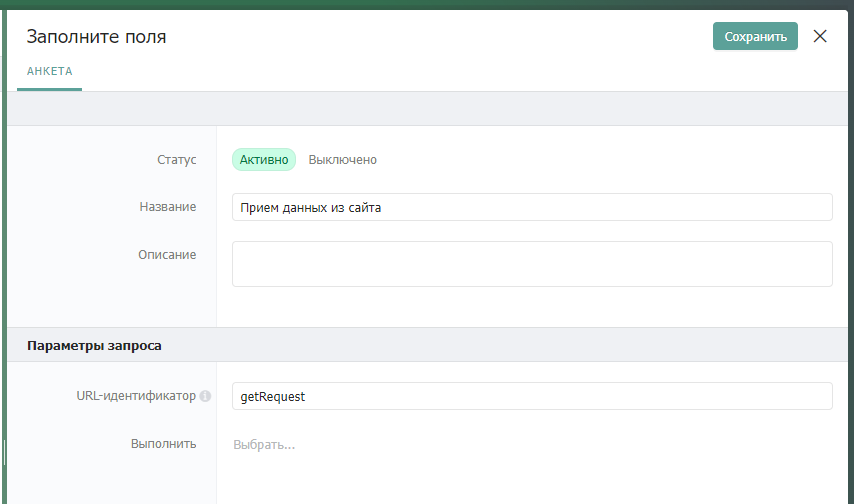 Заполните поля
Сохранить
АНКЕТА
Статус
Активно Выключено
Название
Прием данных из сайта
Описание
Параметры запроса
URL-идентификатор
getRequest
Выполнить
Выбрать...